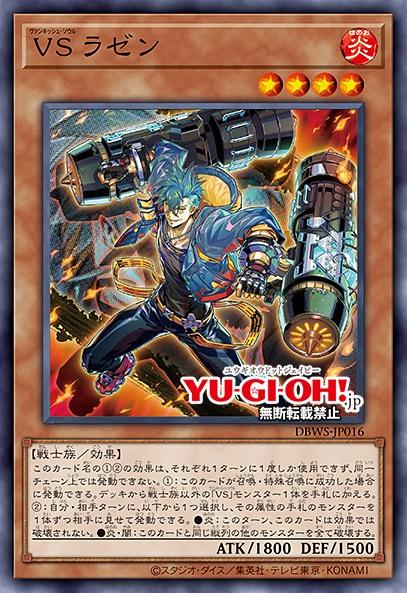 ヴァンキッシュ・ソウル
VS ラゼン
ほのお
炎
ユウギオウドットジェイピー
YU-GI-OH!.jp
無断転載禁止
DBWS-JP016
【戦士族／効果】
このカード名の①②の効果は、それぞれ1ターンに1度しか使用できず、同一
チェーン上では発動できない。①：このカードが召喚・特殊召喚に成功した場合
に発動できる。デッキから戦士族以外の「VS」モンスター1体を手札に加える。
②：自分・相手ターンに、以下から1つ選択し、その属性の手札のモンスター
を1体ずつ相手に見せて発動できる。●炎：このターン、このカードは効果では
破壊されない。●炎・闇：このカードと同じ縦列の他のモンスターを全て破壊する
ATK/1800 DEF/1500
©スタジオ・ダイス／集英社・テレビ東京・KONAMI